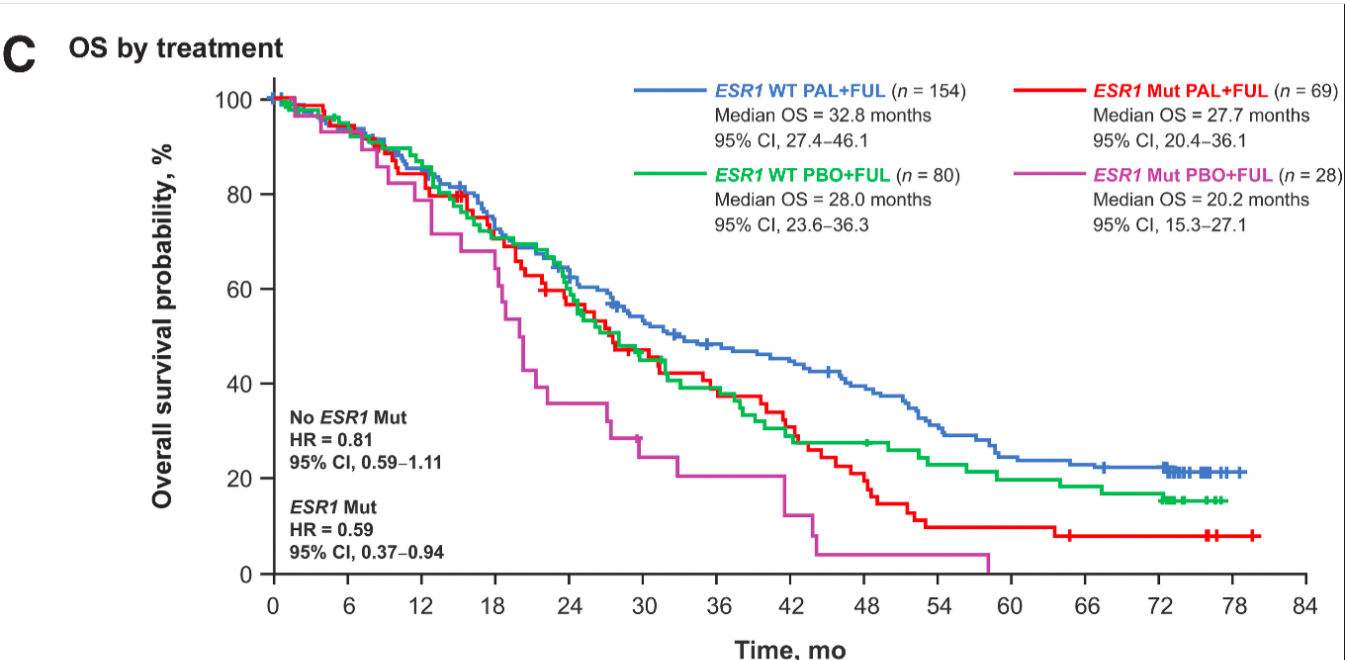 C OS by treatment
Overall survival probability, %
100
80
60
40
20
0
ESR1 WT PAL+FUL (n = 154)
Median OS = 32.8 months
95% CI, 27.4–46.1
ESR1 WT PBO+FUL (n = 80)
Median OS = 28.0 months
95% CI, 23.6–36.3
ESR1 Mut PAL+FUL (n = 69)
Median OS = 27.7 months
95% CI, 20.4–36.1
ESR1 Mut PBO+FUL (n = 28)
Median OS = 20.2 months
95% CI, 15.3–27.1
No ESR1 Mut
HR = 0.81
95% CI, 0.59–1.11
ESR1 Mut
HR = 0.59
95% CI, 0.37–0.94
0 6 12 18 24 30 36 42 48 54 60 66 72 78 84
Time, mo